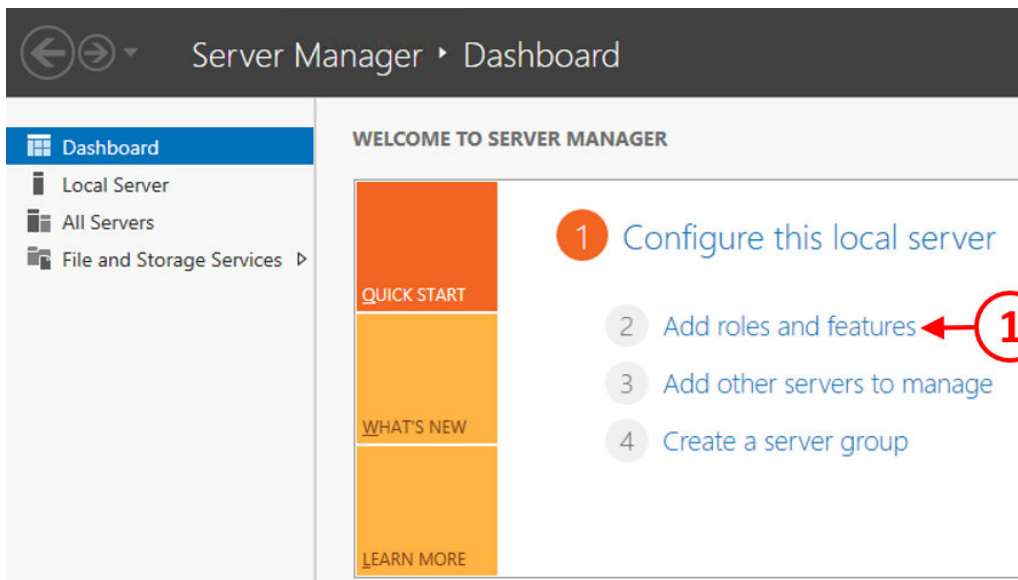 Server Manager ‣ Dashboard
Dashboard
Local Server
All Servers
File and Storage Services
WELCOME TO SERVER MANAGER
QUICK START
WHAT'S NEW
LEARN MORE
1 Configure this local server
2 Add roles and features 1
3 Add other servers to manage
4 Create a server group